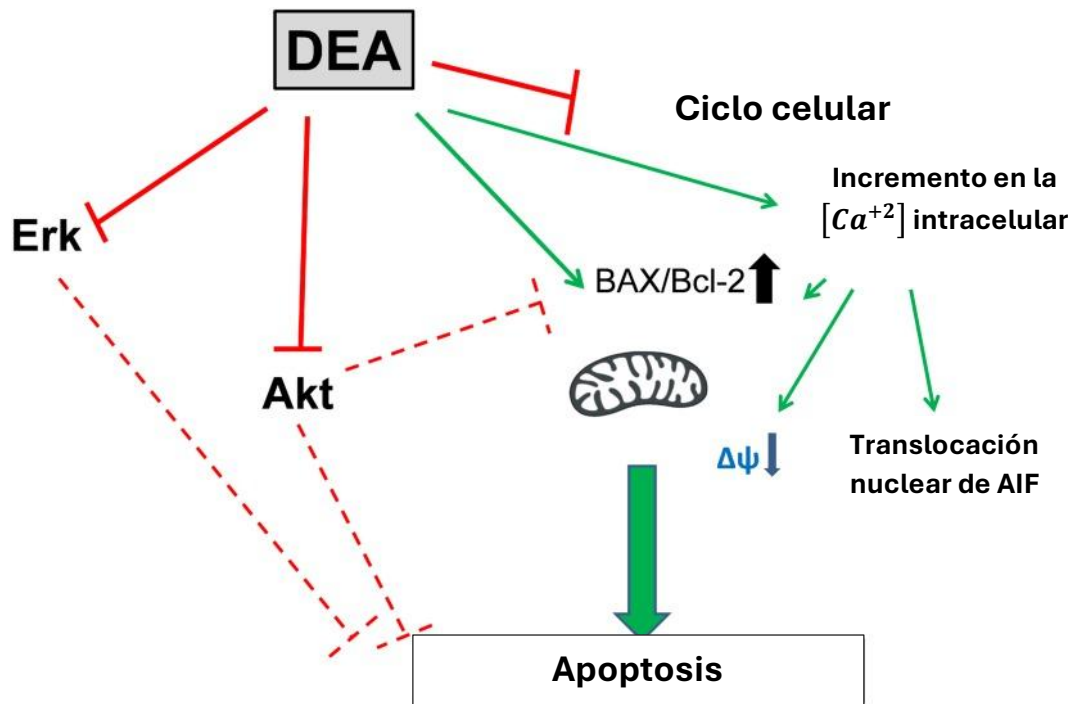 DEA
Ciclo celular
Incremento en la
[Ca⁺²] intracelular
Erk
BAX/Bcl-2
Akt
Δψ
Translocación
nuclear de AIF
Apoptosis